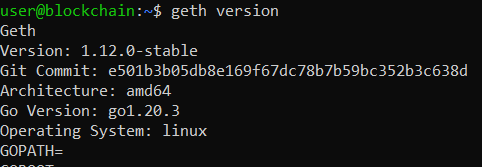 user@blockchain:~$ geth version
Geth
Version: 1.12.0-stable
Git Commit: e501b3b05db8e169f67dc78b7b59bc352b3c638d
Architecture: amd64
Go Version: go1.20.3
Operating System: linux
GOPATH=